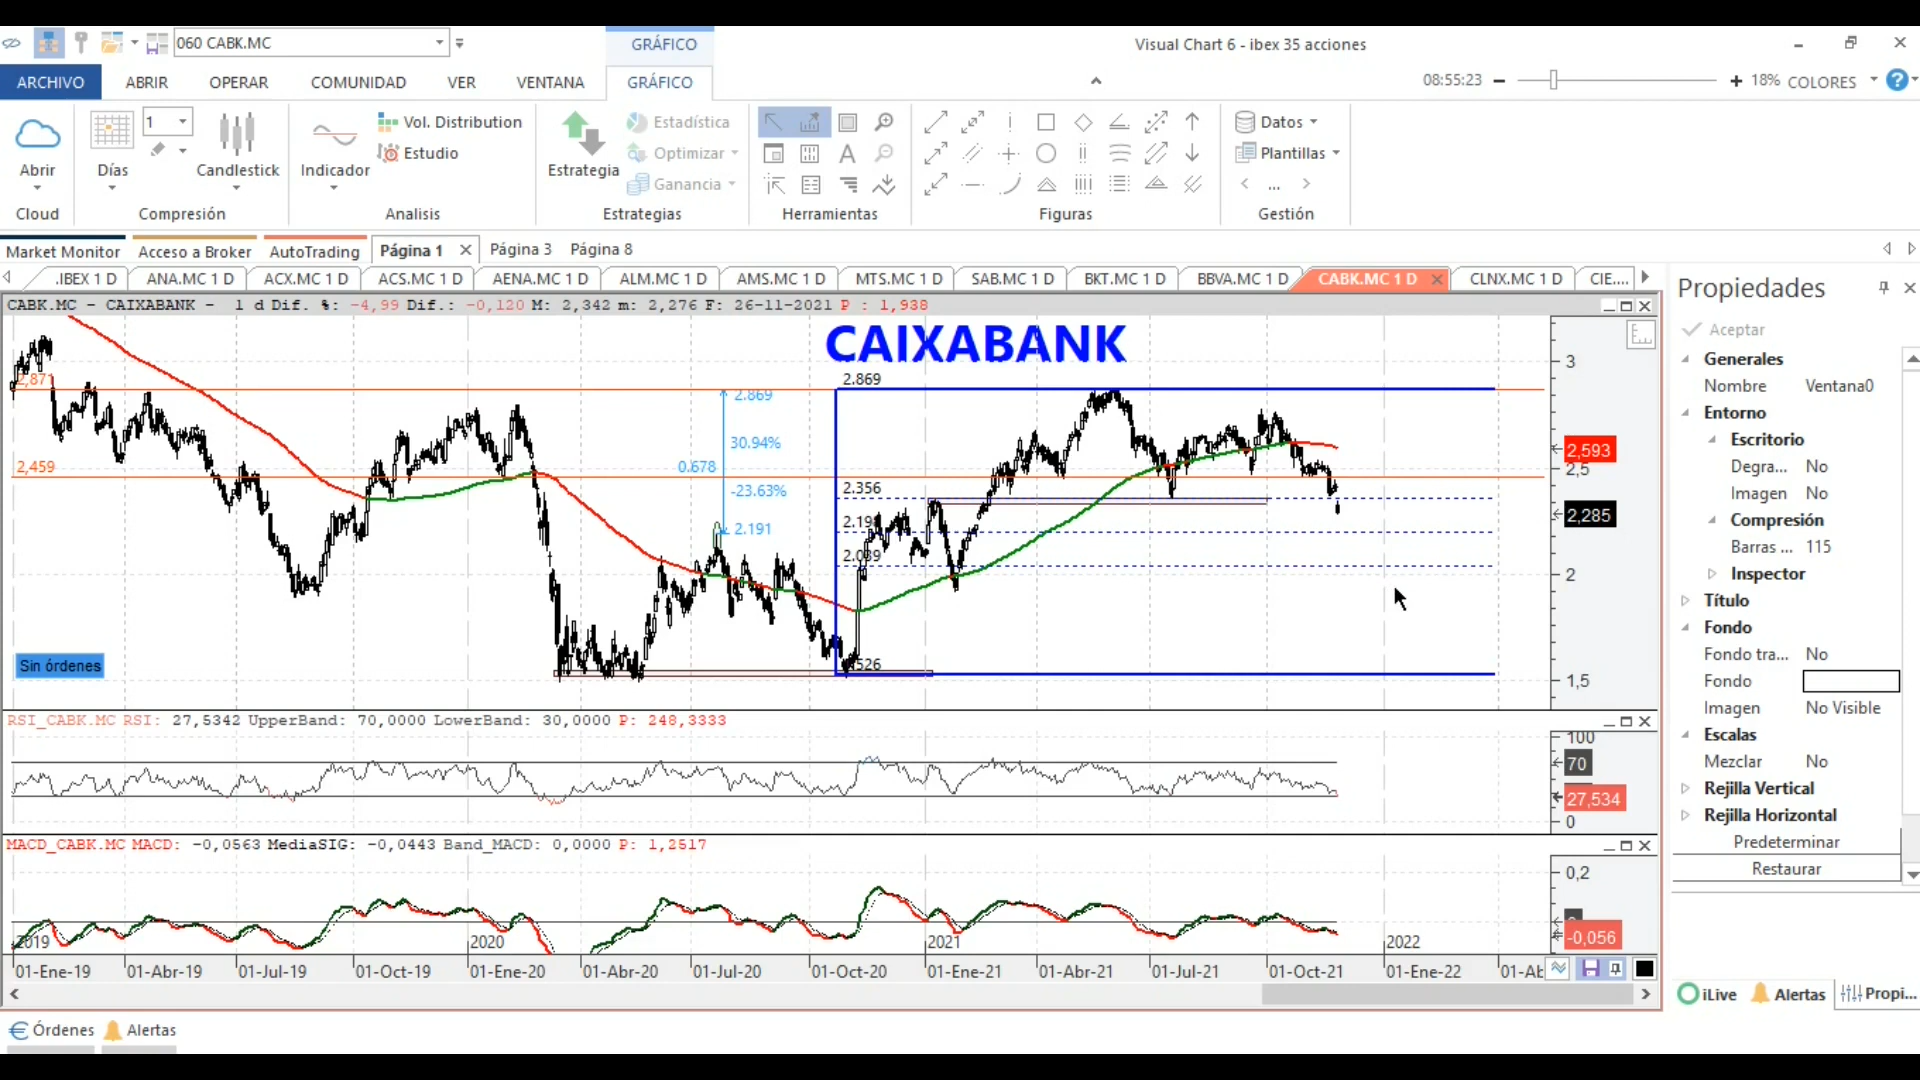 060 CABK.MC
GRÁFICO
Visual Chart 6 - ibex 35 acciones
ARCHIVO ABRIR OPERAR COMUNIDAD VER VENTANA GRÁFICO
08:55:23 18% COLORES
Abrir
Cloud
Días
1
Candlestick
Compresión
Indicador
Vol. Distribution
Estudio
Analisis
Estrategia
Estadística
Optimizar
Ganancia
Estrategias
Herramientas
Figuras
Datos
Plantillas
...
Gestión
Market Monitor Acceso a Broker AutoTrading Página 1 Página 3 Página 8
.IBEX 1 D ANA.MC 1 D ACX.MC 1 D ACS.MC 1 D AENA.MC 1 D ALM.MC 1 D AMS.MC 1 D MTS.MC 1 D SAB.MC 1 D BKT.MC 1 D BBVA.MC 1 D CABK.MC 1 D CLNX.MC 1 D CIE....
CABK.MC - CAIXABANK - 1 d Dif. %: -4,99 Dif.: -0,120 M: 2,342 m: 2,276 F: 26-11-2021 P : 1,938
CAIXABANK
2,871
2.869
2.869
3
30.94%
2,459
0.678
-23.63%
2.191
2.356
2.039
2,593
2,5
2,285
2
1,5
Sin órdenes
RSI_CABK.MC RSI: 27,5342 UpperBand: 70,0000 LowerBand: 30,0000 P: 248,3333
100
70
27,534
0
MACD_CABK.MC MACD: -0,0563 MediaSIG: -0,0443 Band_MACD: 0,0000 P: 1,2517
0,2
-0,056
2019 2020 2021 2022
01-Ene-19 01-Abr-19 01-Jul-19 01-Oct-19 01-Ene-20 01-Abr-20 01-Jul-20 01-Oct-20 01-Ene-21 01-Abr-21 01-Jul-21 01-Oct-21 01-Ene-22 01-Ab
Propiedades
Aceptar
Generales
Nombre Ventana0
Entorno
Escritorio
Degra... No
Imagen No
Compresión
Barras ... 115
Inspector
Título
Fondo
Fondo tra... No
Fondo
Imagen No Visible
Escalas
Mezclar No
Rejilla Vertical
Rejilla Horizontal
Predeterminar
Restaurar
iLive Alertas Propi...
Órdenes Alertas